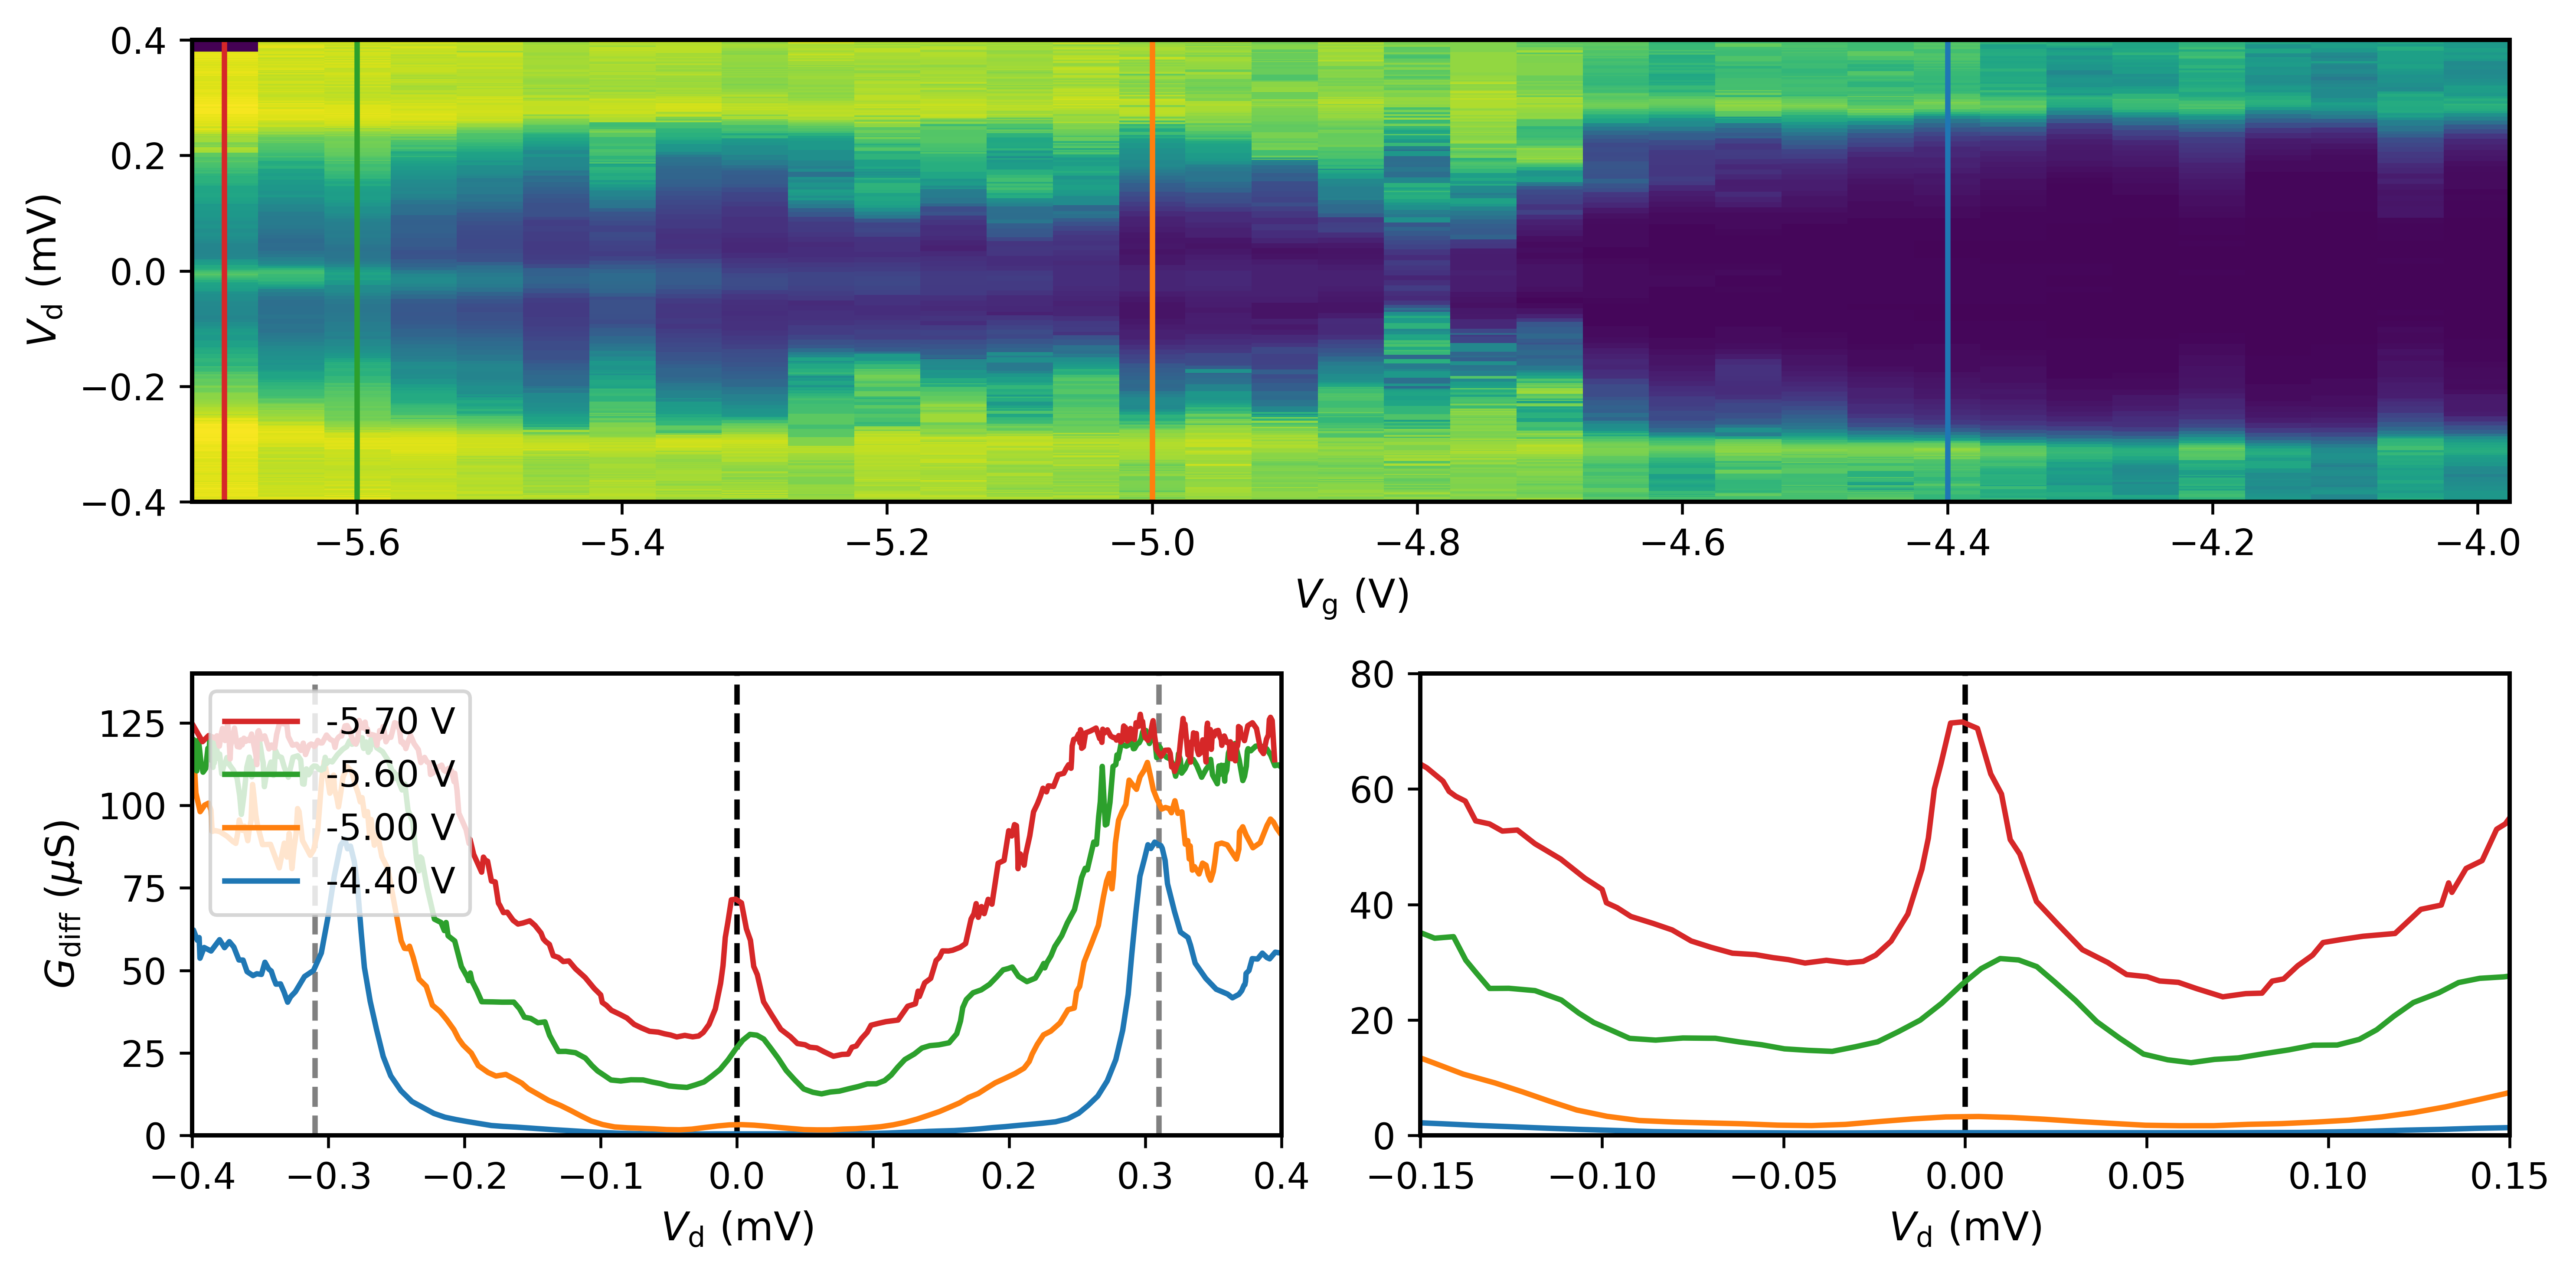 0.4
0.2
0.0
−0.2
−0.4
Vd (mV)
−5.6 −5.4 −5.2 −5.0 −4.8 −4.6 −4.4 −4.2 −4.0
Vg (V)
125
100
75
50
25
0
Gdiff (μS)
-5.70 V
-5.60 V
-5.00 V
-4.40 V
−0.4 −0.3 −0.2 −0.1 0.0 0.1 0.2 0.3 0.4
Vd (mV)
80
60
40
20
0
−0.15 −0.10 −0.05 0.00 0.05 0.10 0.15
Vd (mV)